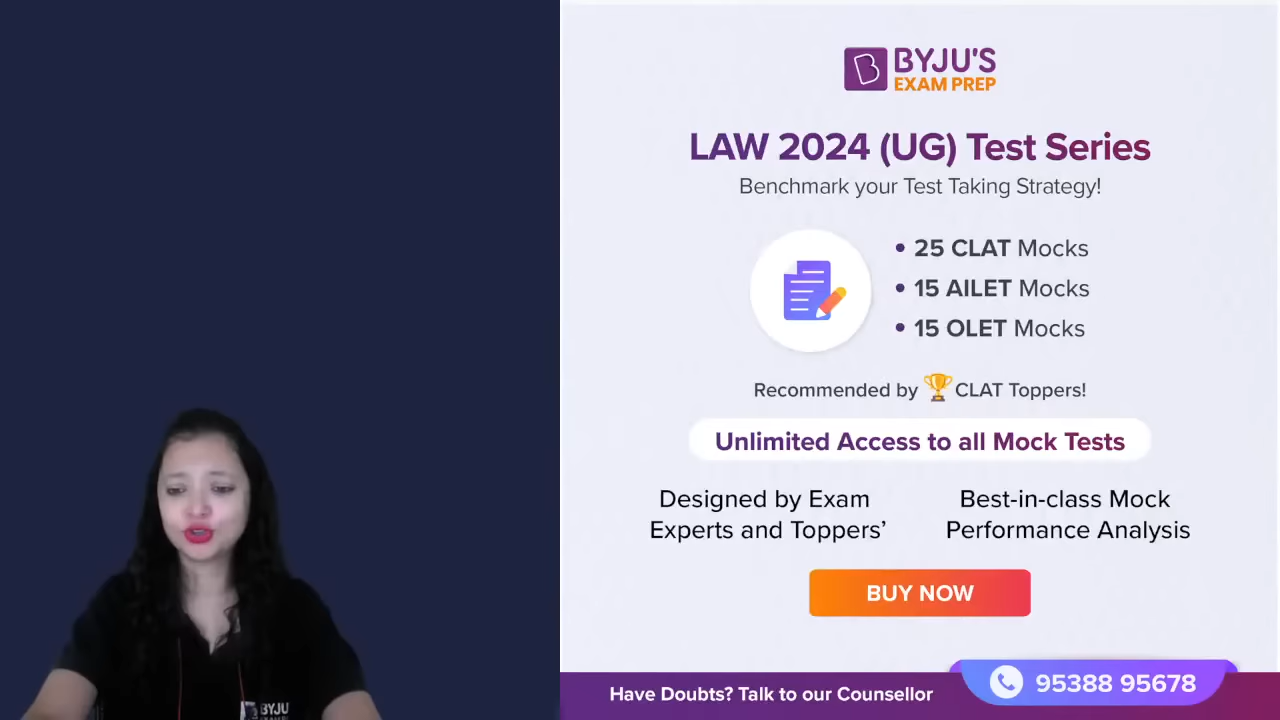 BYJU'S
EXAM PREP
LAW 2024 (UG) Test Series
Benchmark your Test Taking Strategy!
• 25 CLAT Mocks
• 15 AILET Mocks
• 15 OLET Mocks
Recommended by 🏆 CLAT Toppers!
Unlimited Access to all Mock Tests
Designed by Exam
Experts and Toppers’
Best-in-class Mock
Performance Analysis
BUY NOW
Have Doubts? Talk to our Counsellor
95388 95678
BYJU